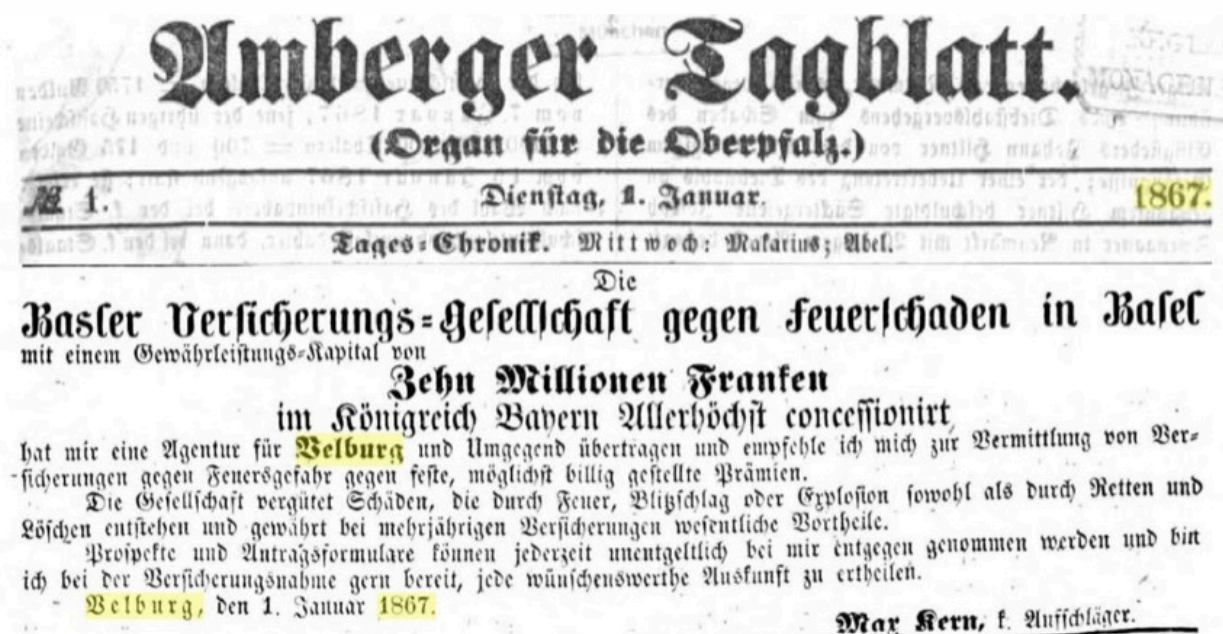 Amberger Tagblatt.
(Organ für die Oberpfalz.)
№ 1. Dienstag, 1. Januar. 1867.
Tages-Chronik. Mittwoch: Makarius; Abel.
Die
Basler Versicherungs-Gesellschaft gegen Feuerschaden in Basel
mit einem Gewährleistungs-Kapital von
Zehn Millionen Franken
im Königreich Bayern Allerhöchst concessionirt
hat mir eine Agentur für Velburg und Umgegend übertragen und empfehle ich mich zur Vermittlung von Ver-
sicherungen gegen Feuersgefahr gegen feste, möglichst billig gestellte Prämien.
Die Gesellschaft vergütet Schäden, die durch Feuer, Blitzschlag oder Explosion sowohl als durch Retten und
Löschen entstehen und gewährt bei mehrjährigen Versicherungen wesentliche Vortheile.
Prospekte und Antragsformulare können jederzeit unentgeltlich bei mir entgegen genommen werden und bin
ich bei der Versicherungsnahme gern bereit, jede wünschenswerthe Auskunft zu ertheilen.
Velburg, den 1. Januar 1867.
Max Kern, k. Aufschläger.